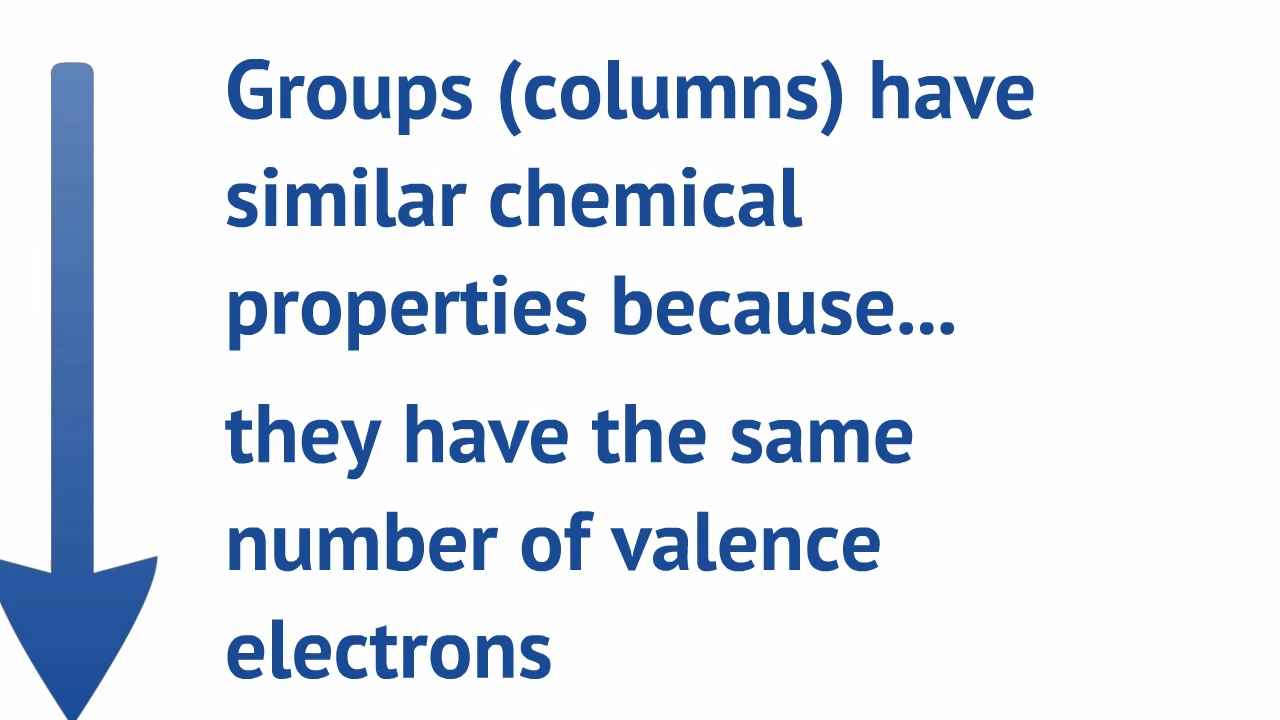 Groups (columns) have
similar chemical
properties because...
they have the same
number of valence
electrons